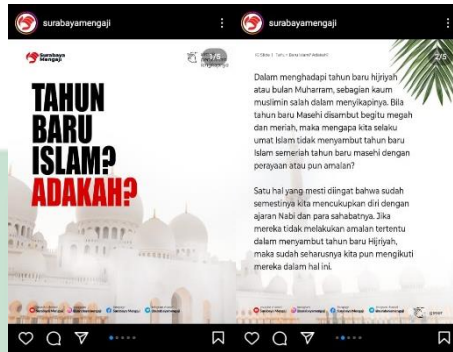 surabayamengaji
Surabaya
Mengaji
TAHUN
BARU
ISLAM?
ADAKAH?
surabayamengaji
2/5
Dalam menghadapi tahun baru hijriyah
atau bulan Muharram, sebagian kaum
muslimin salah dalam menyikapinya. Bila
tahun baru Masehi disambut begitu megah
dan meriah, maka mengapa kita selaku
umat Islam tidak menyambut tahun baru
Islam semeriah tahun baru masehi dengan
perayaan atau pun amalan?
Satu hal yang mesti diingat bahwa sudah
semestinya kita mencukupkan diri dengan
ajaran Nabi dan para sahabatnya. Jika
mereka tidak melakukan amalan tertentu
dalam menyambut tahun baru Hijriyah,
maka sudah seharusnya kita pun mengikuti
mereka dalam hal ini.